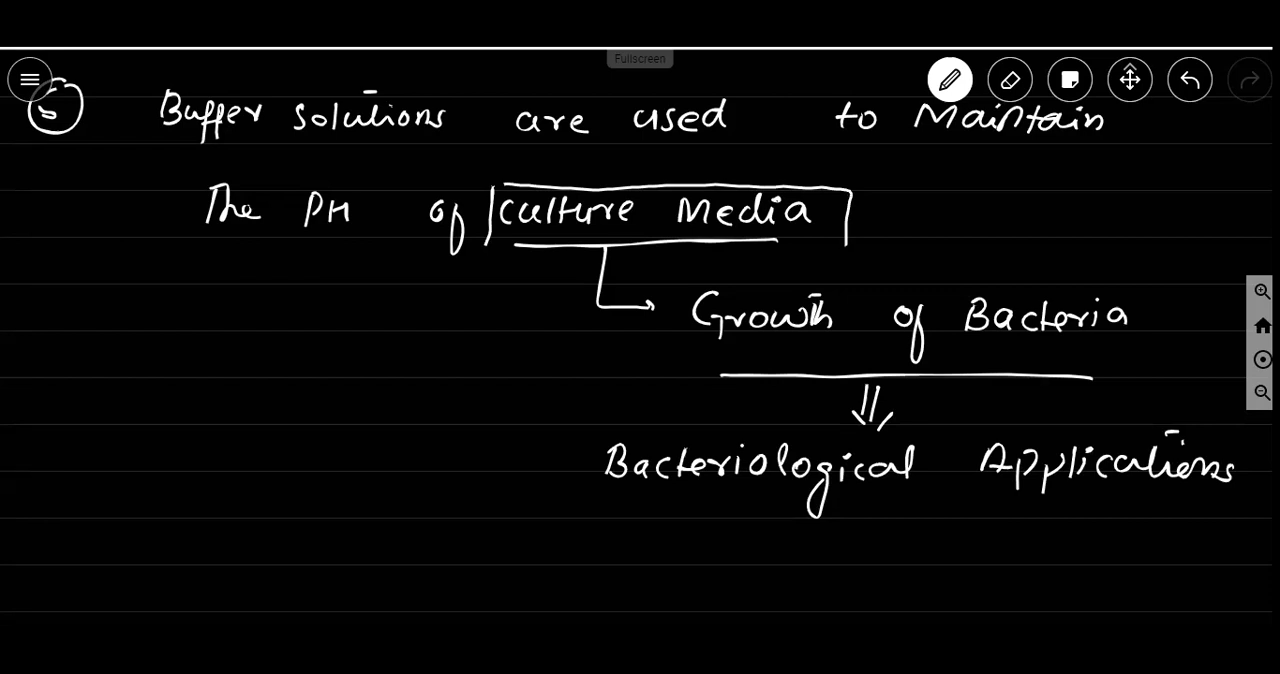 Fullscreen
5 Buffer solutions are used to Maintain
The PH of Culture Media
Growth of Bacteria
Bacteriological Applications